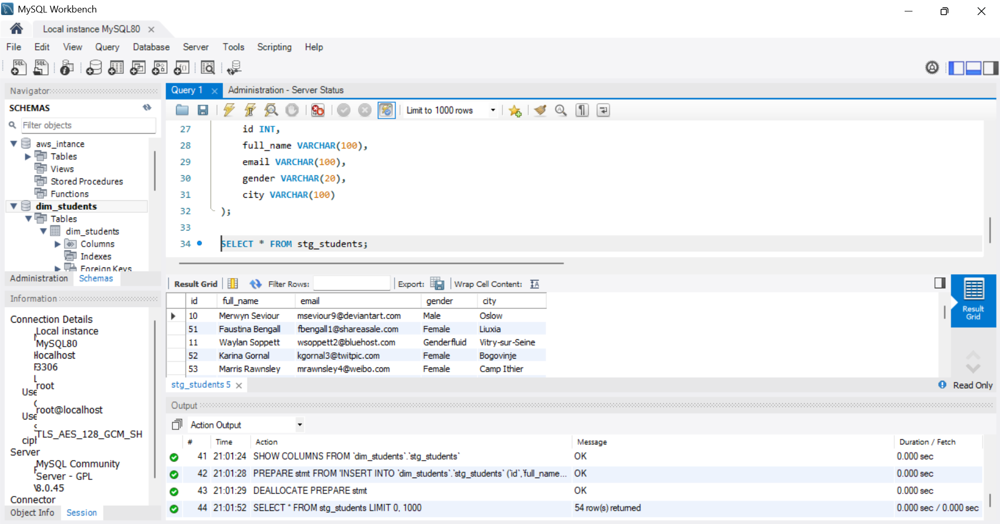 MySQL Workbench
Local instance MySQL80
File Edit View Query Database Server Tools Scripting Help
Navigator
SCHEMAS
Filter objects
aws_intance
Tables
Views
Stored Procedures
Functions
dim_students
Tables
dim_students
Columns
Indexes
Foreign Keys
Administration Schemas
Information
Connection Details
Local instance
MySQL80
localhost
3306
root
Use
root@localhost
Use
TLS_AES_128_GCM_SH
ciph
Server
MySQL Community
Server - GPL
8.0.45
Connector
Object Info Session
Query 1 Administration - Server Status
Limit to 1000 rows
27 id INT,
28 full_name VARCHAR(100),
29 email VARCHAR(100),
30 gender VARCHAR(20),
31 city VARCHAR(100)
32 );
33
34 SELECT * FROM stg_students;
Result Grid Filter Rows: Export: Wrap Cell Content:
id full_name email gender city
10 Merwyn Seviour mseviour9@deviantart.com Male Oslow
51 Faustina Bengall fbengall1@shareasale.com Female Liuxia
11 Waylan Soppett wsoppett2@bluehost.com Genderfluid Vitry-sur-Seine
52 Karina Gornal kgornal3@twitpic.com Female Bogovinje
53 Marris Rawnsley mrawnsley4@weibo.com Female Camp Ithier
Result
Grid
stg_students 5
Read Only
Output
Action Output
# Time Action Message Duration / Fetch
41 21:01:24 SHOW COLUMNS FROM `dim_students`.`stg_students` OK 0.000 sec
42 21:01:28 PREPARE stmt FROM 'INSERT INTO `dim_students`.`stg_students` (`id`,`full_name... OK 0.000 sec
43 21:01:29 DEALLOCATE PREPARE stmt OK 0.000 sec
44 21:01:52 SELECT * FROM stg_students LIMIT 0, 1000 54 row(s) returned 0.000 sec / 0.000 sec